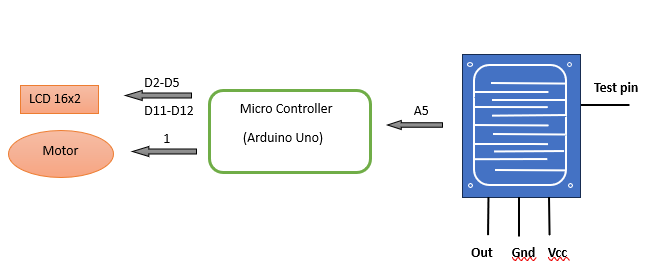 LCD 16x2
Motor
D2-D5
D11-D12
1
Micro Controller
(Arduino Uno)
A5
Test pin
Out Gnd Vcc